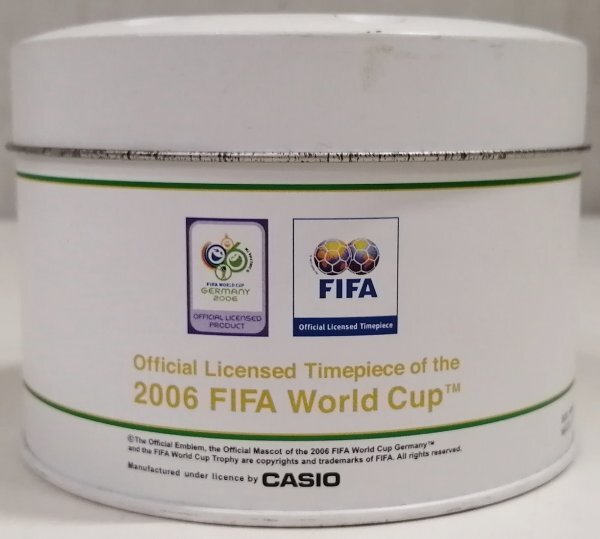 FIFA WORLD CUP
GERMANY
2006
OFFICIAL LICENSED
PRODUCT
FIFA
Official Licensed Timepiece
Official Licensed Timepiece of the
2006 FIFA World Cup™
©The Official Emblem, the Official Mascot of the 2006 FIFA World Cup Germany™
and the FIFA World Cup Trophy are copyrights and trademarks of FIFA. All rights reserved.
Manufactured under licence by CASIO